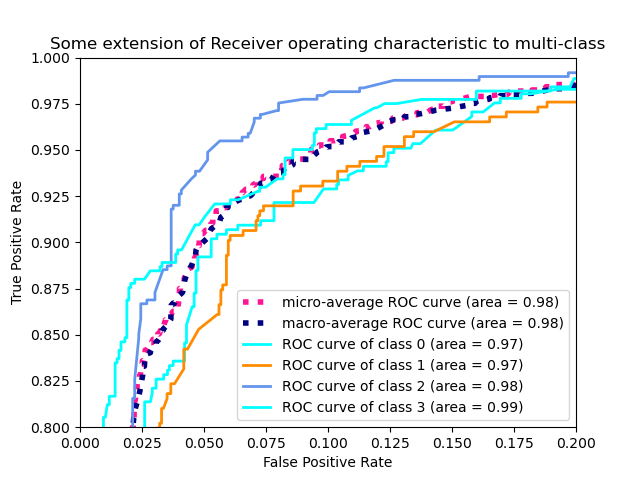 Some extension of Receiver operating characteristic to multi-class
1.000
0.975
0.950
0.925
0.900
0.875
0.850
0.825
0.800
True Positive Rate
micro-average ROC curve (area = 0.98)
macro-average ROC curve (area = 0.98)
ROC curve of class 0 (area = 0.97)
ROC curve of class 1 (area = 0.97)
ROC curve of class 2 (area = 0.98)
ROC curve of class 3 (area = 0.99)
0.000 0.025 0.050 0.075 0.100 0.125 0.150 0.175 0.200
False Positive Rate